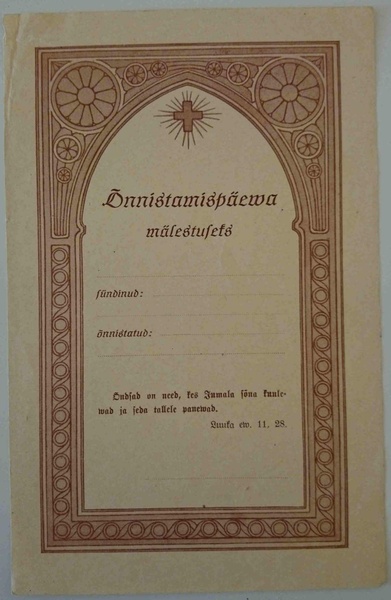 Õnnistamispäewa
mälestuseks
sündinud:
õnnistatud:
Õndsad on need, kes Jumala sõna kuule-
wad ja seda tallele panewad.
Luuka ew. 11, 28.